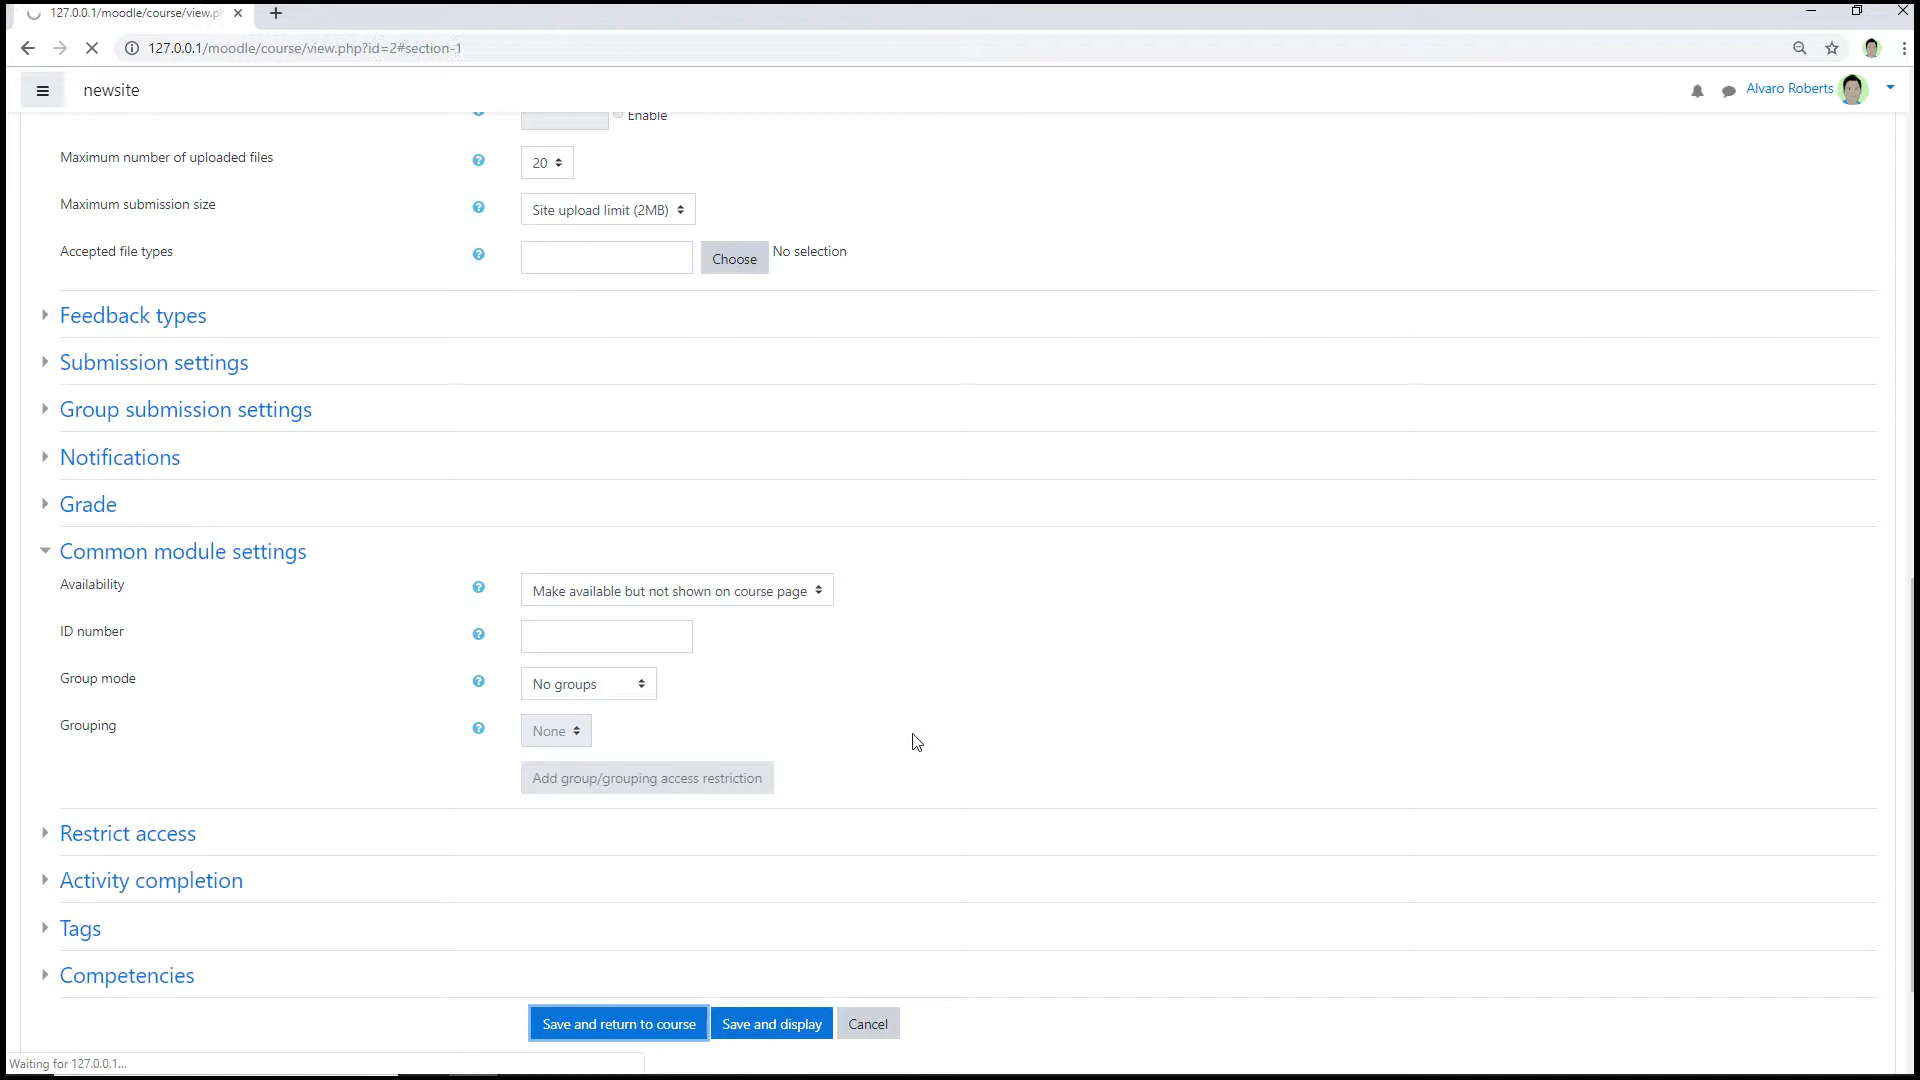 127.0.0.1/moodle/course/view.p
127.0.0.1/moodle/course/view.php?id=2#section-1
newsite
Alvaro Roberts
Enable
Maximum number of uploaded files
20
Maximum submission size
Site upload limit (2MB)
Accepted file types
Choose
No selection
Feedback types
Submission settings
Group submission settings
Notifications
Grade
Common module settings
Availability
Make available but not shown on course page
ID number
Group mode
No groups
Grouping
None
Add group/grouping access restriction
Restrict access
Activity completion
Tags
Competencies
Save and return to course
Save and display
Cancel
Waiting for 127.0.0.1...